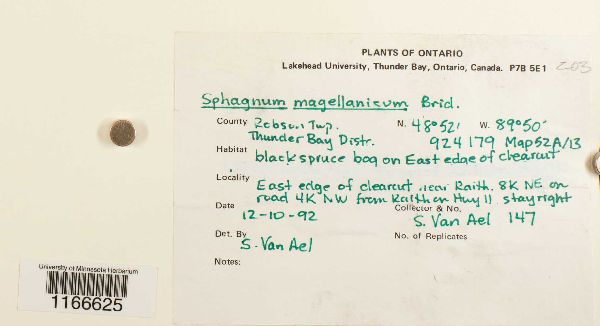 PLANTS OF ONTARIO
Lakehead University, Thunder Bay, Ontario, Canada. P7B 5E1 203
Sphagnum magellanicum Brid.
County Robson Twp. N. 48°52' W. 89°50'
Thunder Bay Distr. 924 179 Map52A/13
Habitat black spruce bog on East edge of clearcut
Locality East edge of clearcut near Raith. 8K NE on
road 4K NW from Raith on Hwy 11 stay right
Date 12-10-92 Collector & No. S. Van Ael 147
Det. By S. Van Ael No. of Replicates
Notes:
University of Minnesota Herbarium
1166625